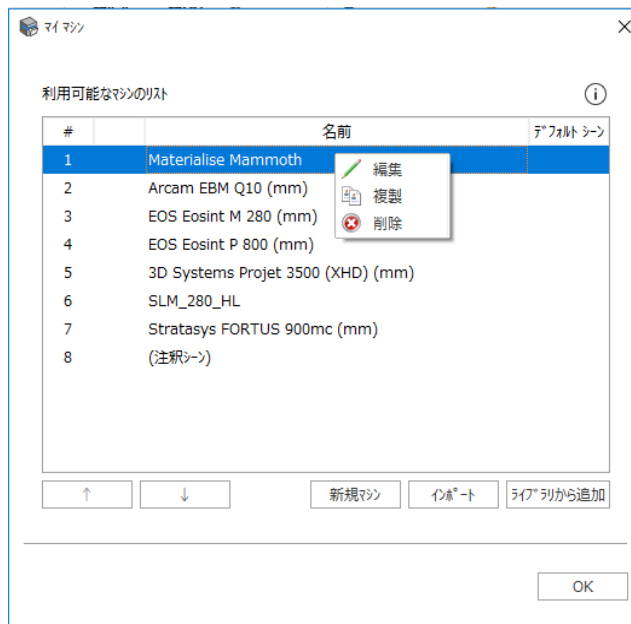 マイ マシン
利用可能なマシンのリスト
# 名前 デフォルト シーン
1 Materialise Mammoth
編集
複製
削除
2 Arcam EBM Q10 (mm)
3 EOS Eosint M 280 (mm)
4 EOS Eosint P 800 (mm)
5 3D Systems Projet 3500 (XHD) (mm)
6 SLM_280_HL
7 Stratasys FORTUS 900mc (mm)
8 (注釈シーン)
↑ ↓ 新規マシン インポート ライブラリから追加
OK